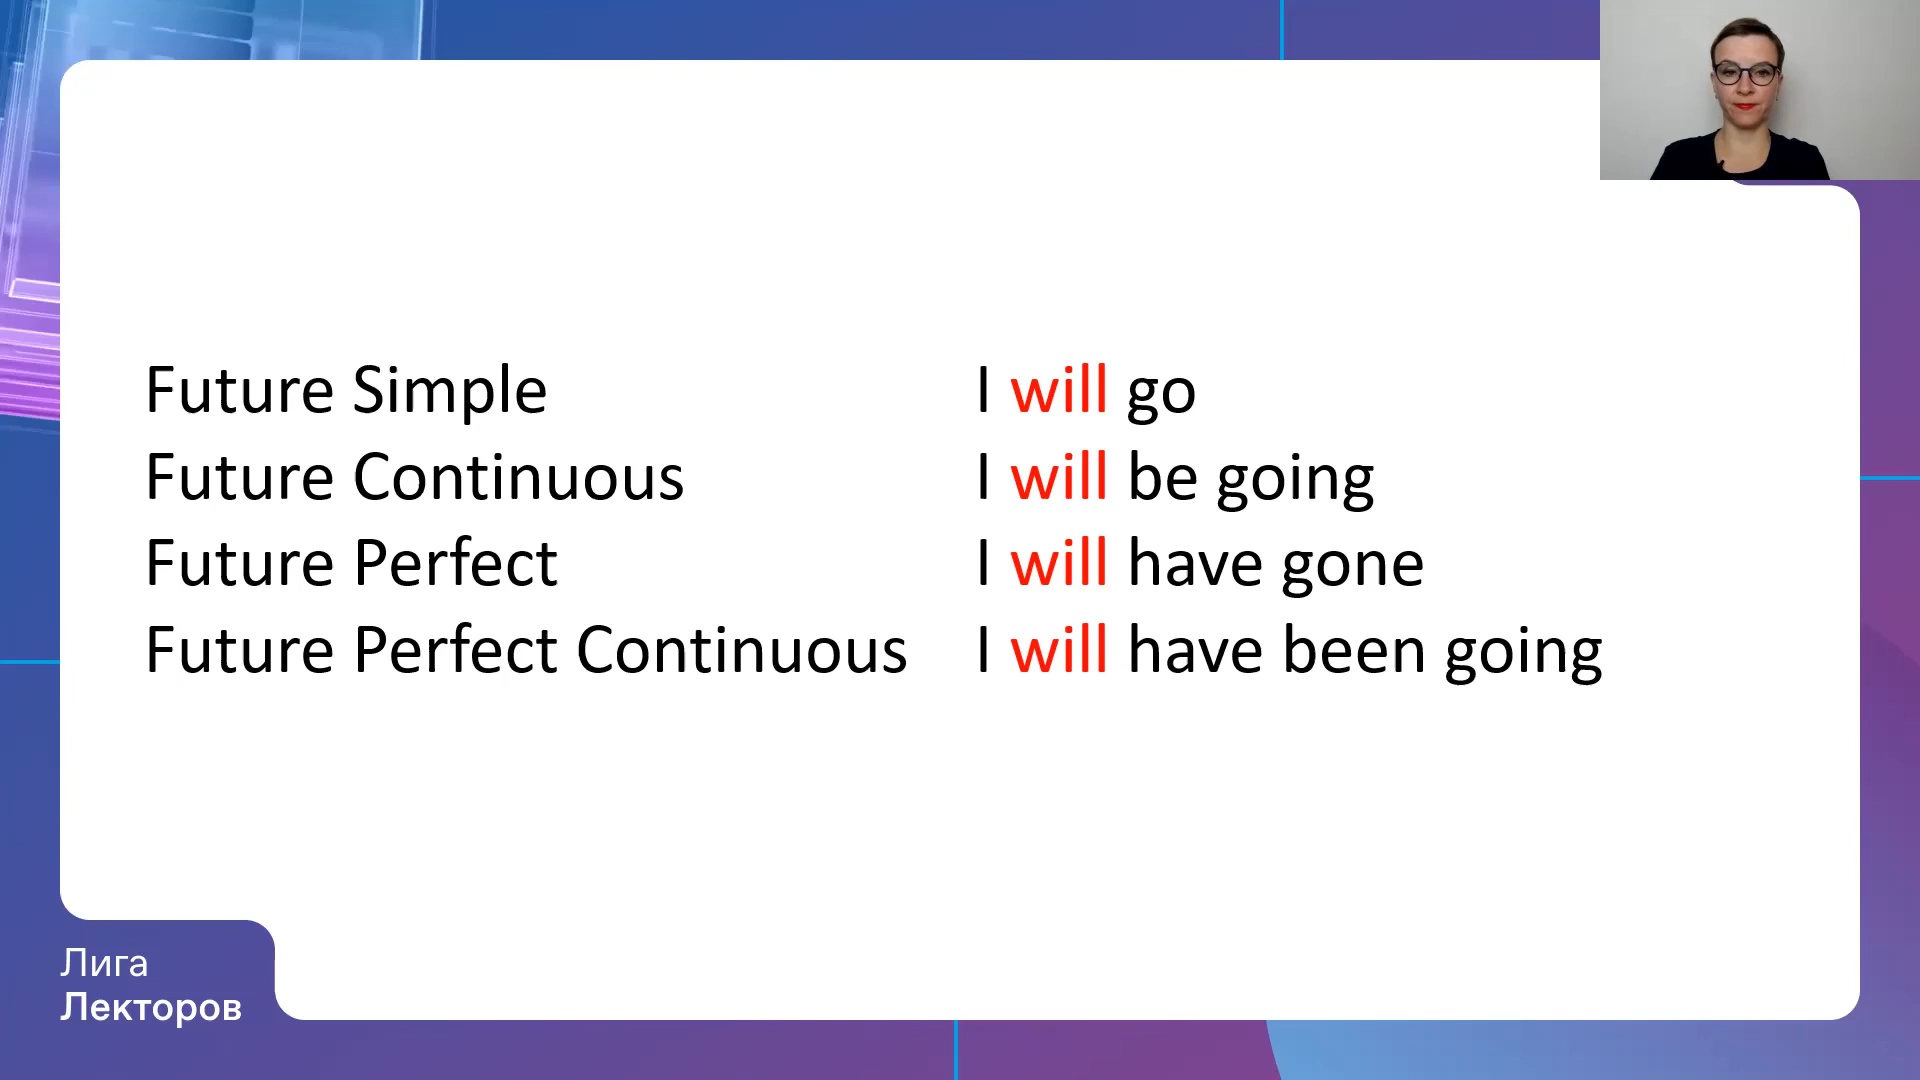 Future Simple I will go
Future Continuous I will be going
Future Perfect I will have gone
Future Perfect Continuous I will have been going
Лига
Лекторов